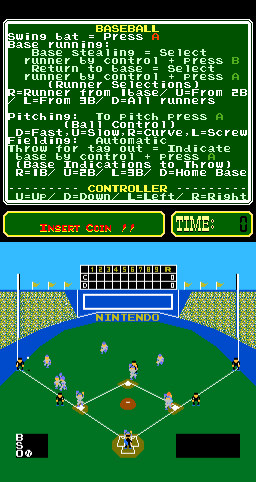 BASEBALL
Swing bat = Press A
Base running:
Base stealing = Select
runner by control + press B
Return to base = Select
runner by control + press A
(Runner Selections)
R=Runner from 1base/ U=From 2B
/ L=From 3B/ D=All runners
Pitching: To pitch press A
(Ball Control)
D=Fast,U=Slow,R=Curve,L=Screw
Fielding: Automatic
Throw for tag out = Indicate
base by control + press A
(Base Indications to Throw)
R=1B/ U=2B/ L=3B/ D=Home Base
-------- CONTROLLER --------
U=Up/ D=Down/ L=Left/ R=Right
INSERT COIN !! TIME: 0
1 2 3 4 5 6 7 8 9 R
C 0
D 0
NINTENDO
B
S
O0